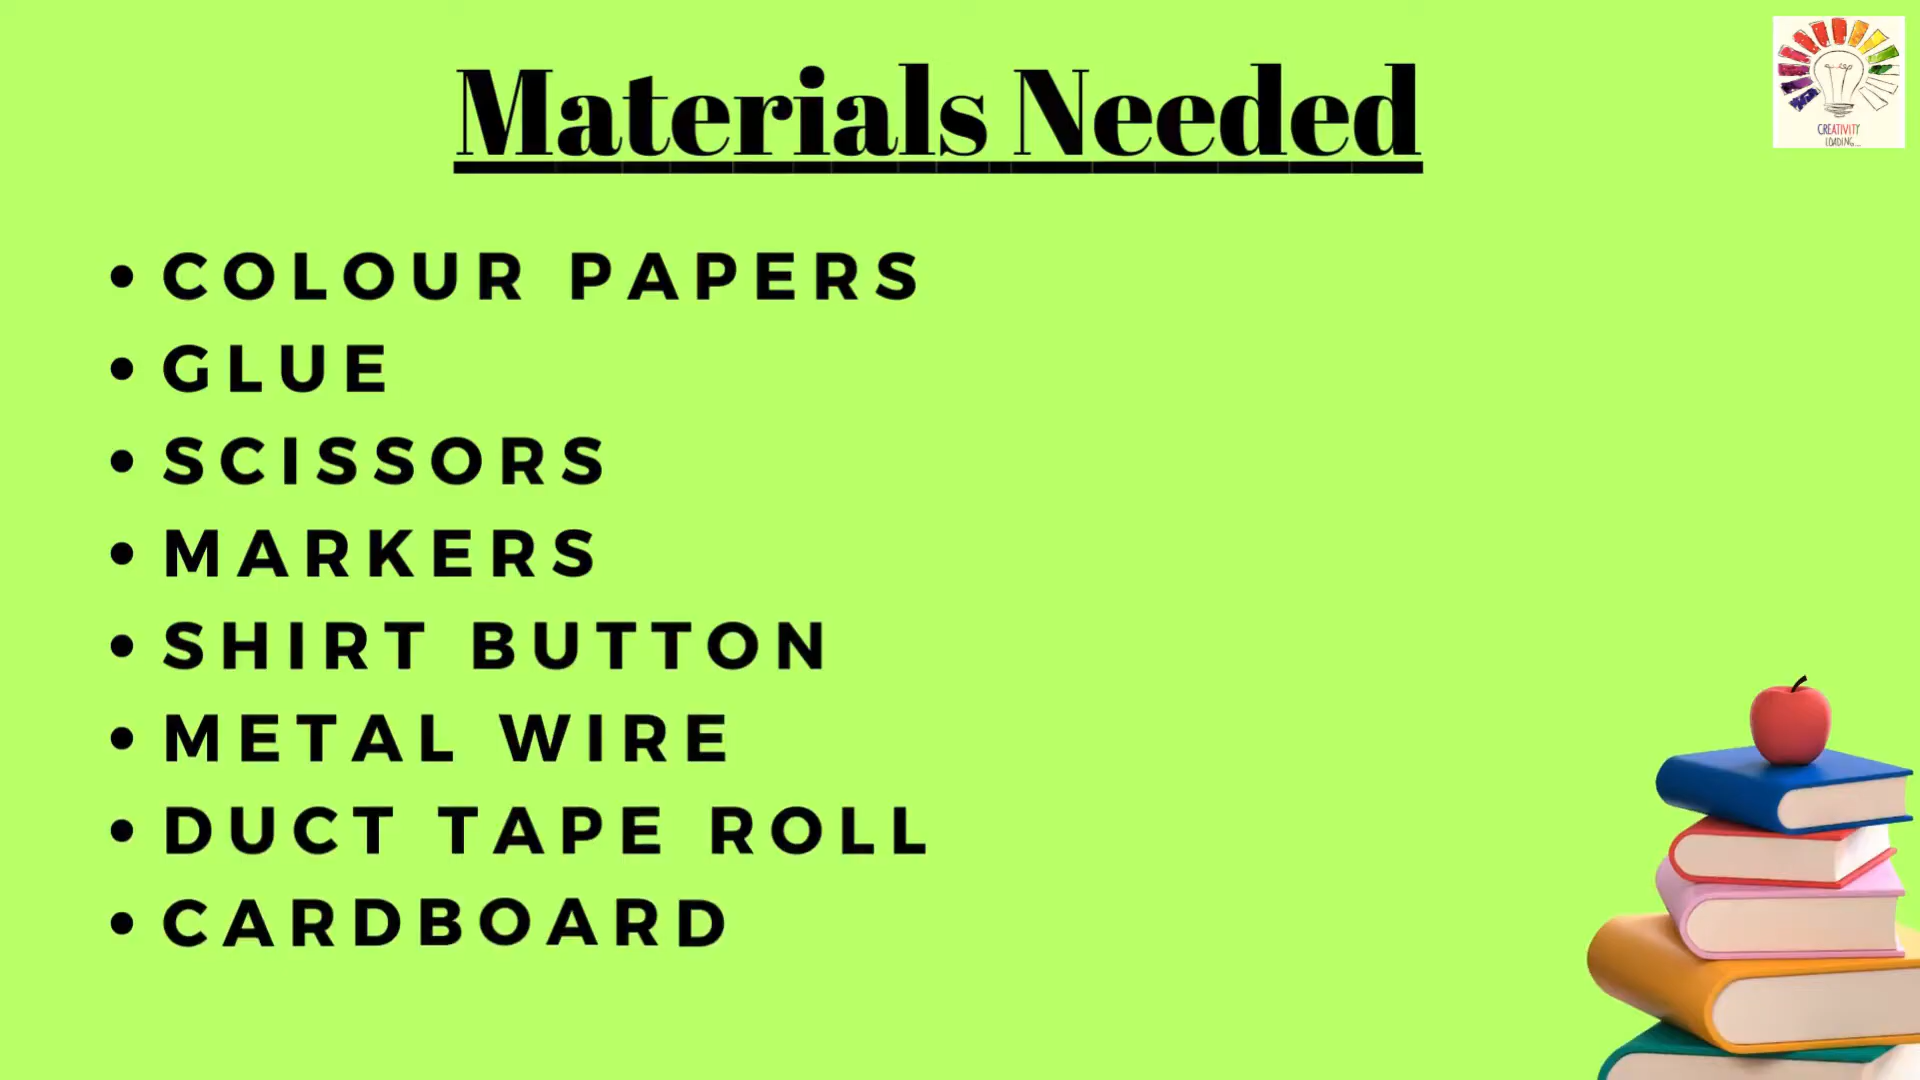 Materials Needed
CREATIVITY
LOADING...
• COLOUR PAPERS
• GLUE
• SCISSORS
• MARKERS
• SHIRT BUTTON
• METAL WIRE
• DUCT TAPE ROLL
• CARDBOARD